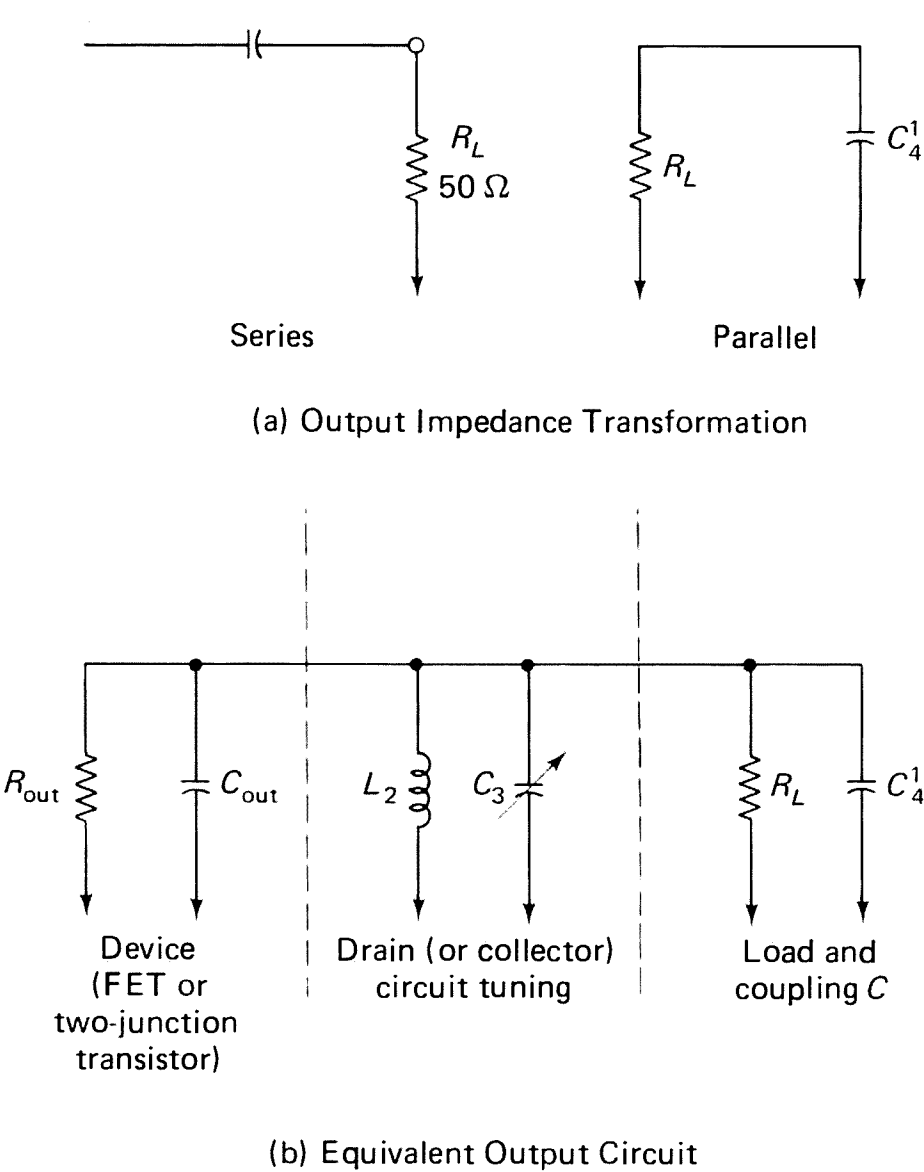 R_L
50 Ω
R_L
C_4^1
Series
Parallel
(a) Output Impedance Transformation
R_out
C_out
L_2
C_3
R_L
C_4^1
Device
(FET or
two-junction
transistor)
Drain (or collector)
circuit tuning
Load and
coupling C
(b) Equivalent Output Circuit